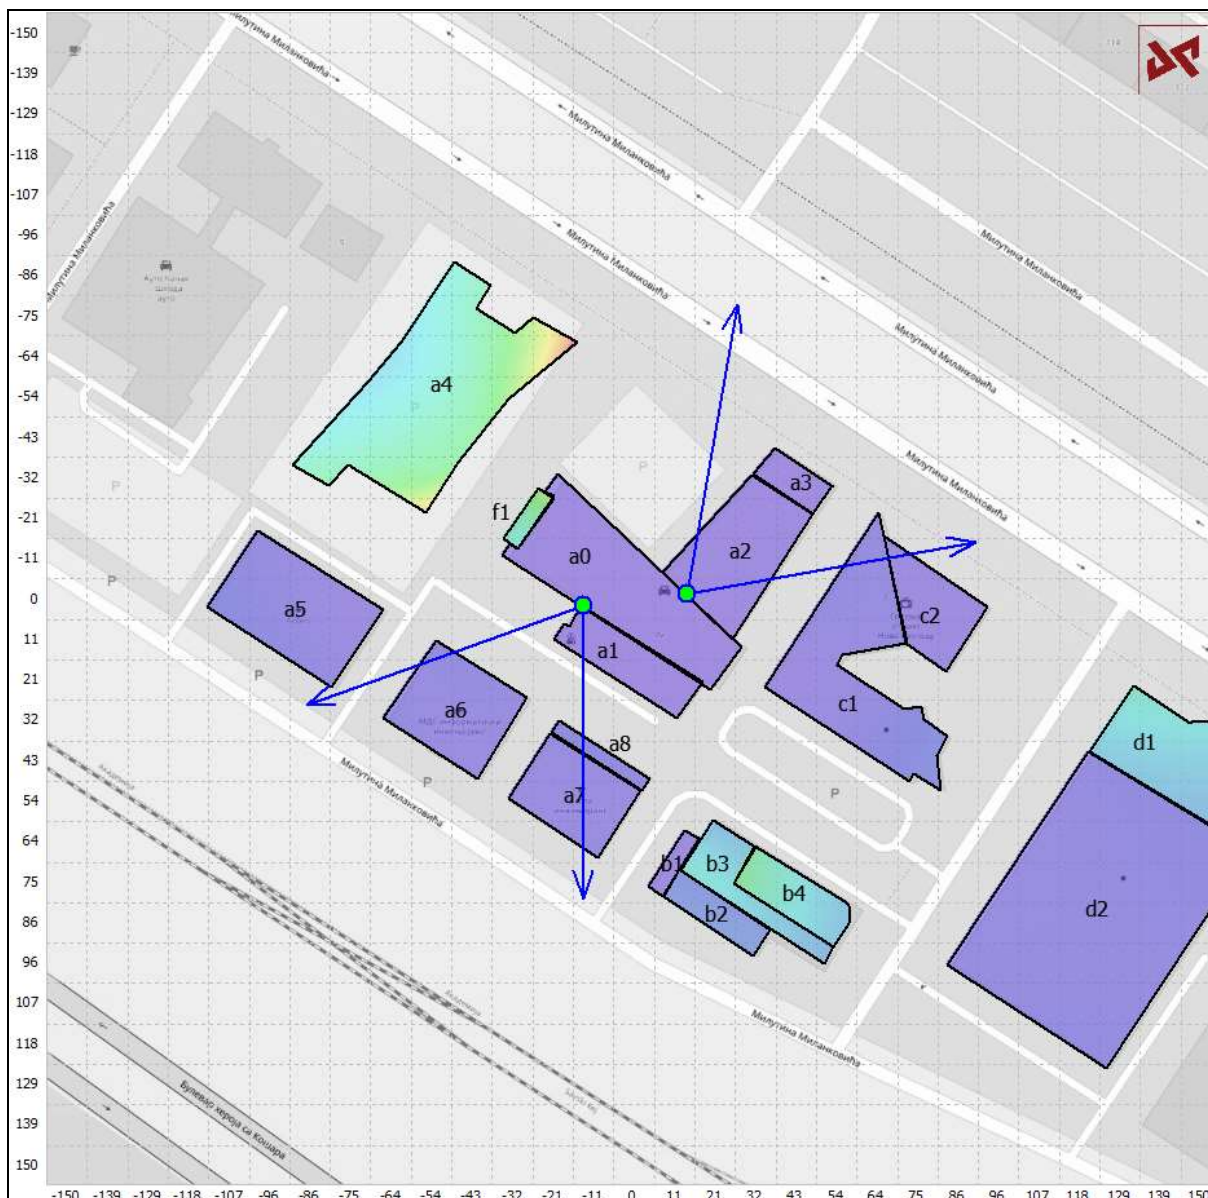 -150
-139
-129
-118
-107
-96
-86
-75
-64
-54
-43
-32
-21
-11
0
11
21
32
43
54
64
75
86
96
107
118
129
139
150
Милутина Миланковића
Милутина Миланковића
Милутина Миланковића
Милутина Миланковића
Милутина Миланковића
Милутина Миланковића
Милутина Миланковића
Милутина Миланковића
Милутина Миланковића
a4
P
P
P
P
P
P
a3
f1
a0
a2
a5
a1
c2
a6
c1
a8
a7
d1
b1
b3
b4
b2
d2
Булевар хероја са Кошара
-150 -139 -129 -118 -107 -96 -86 -75 -64 -54 -43 -32 -21 -11 0 11 21 32 43 54 64 75 86 96 107 118 129 139 150